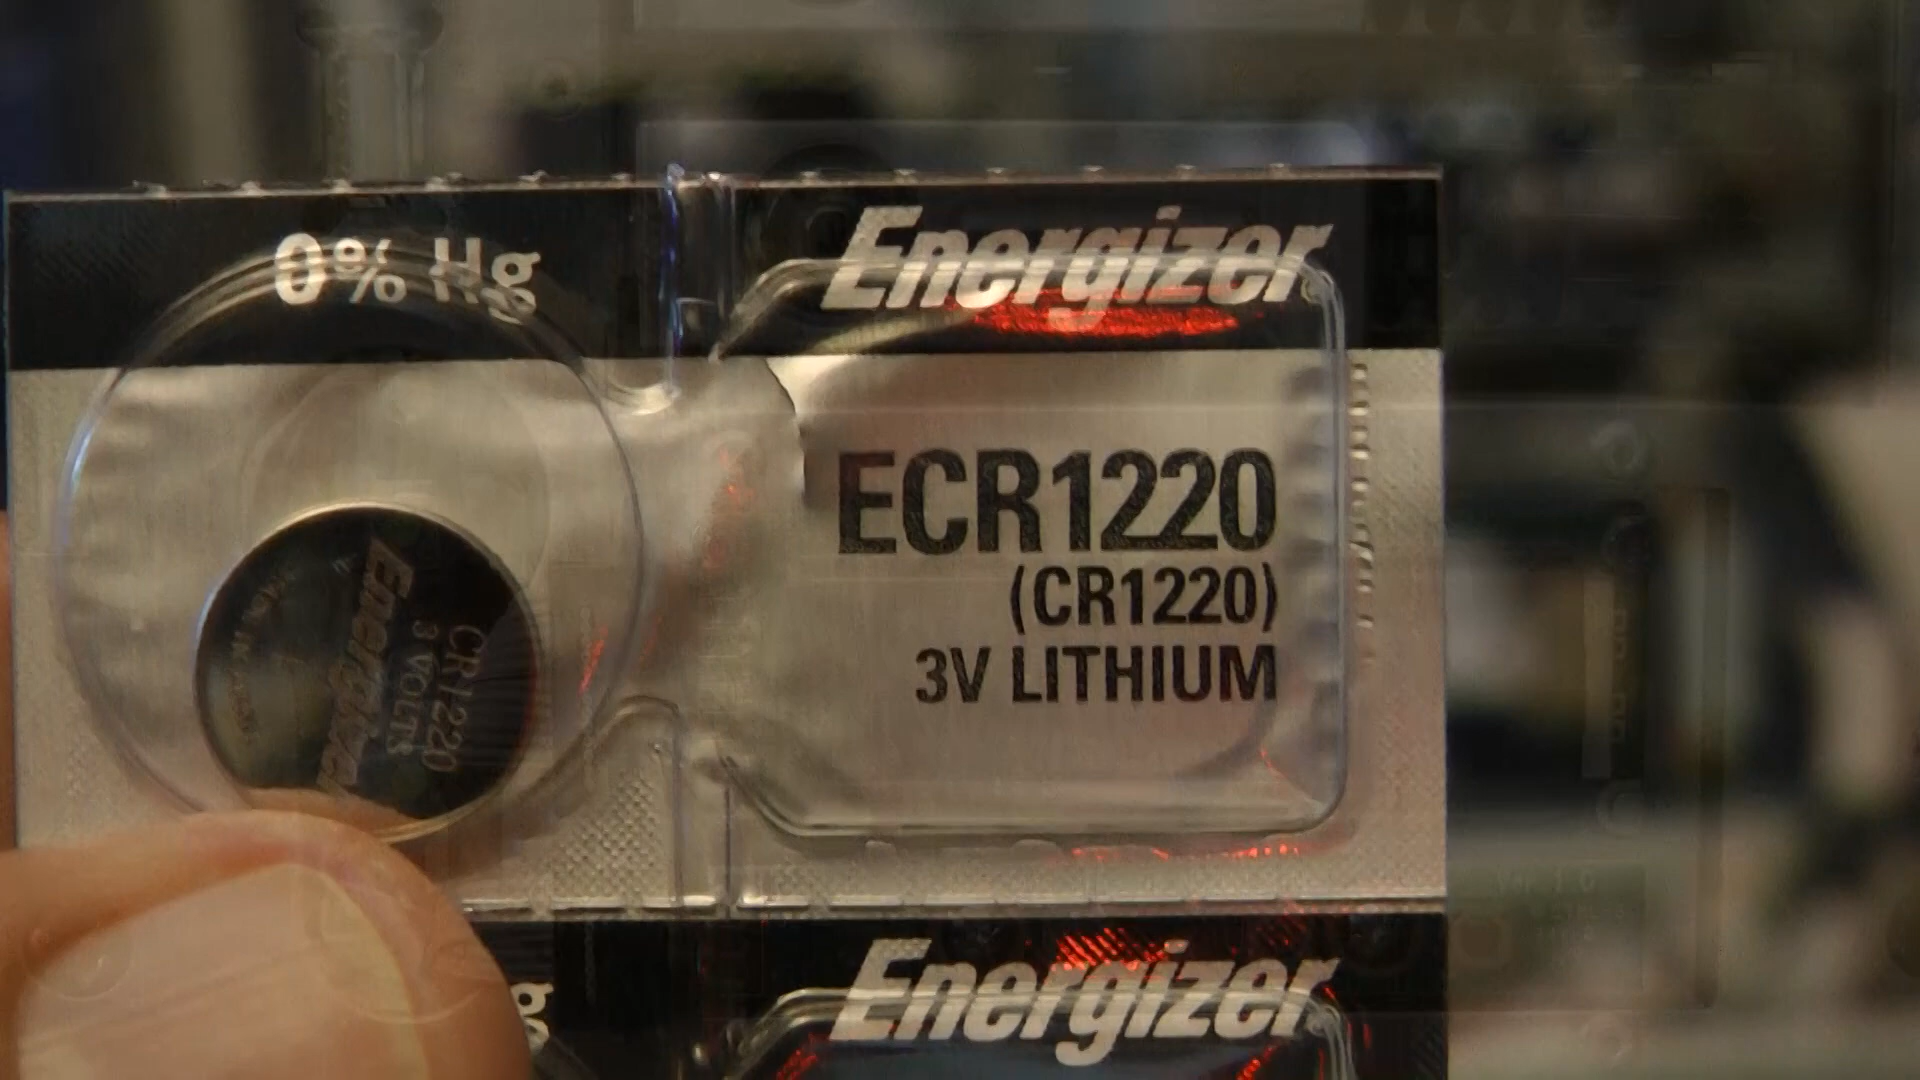 0% Hg
Energizer
ECR1220
(CR1220)
3V LITHIUM
Energizer
CR1220
3 VOLTS
g
Energizer